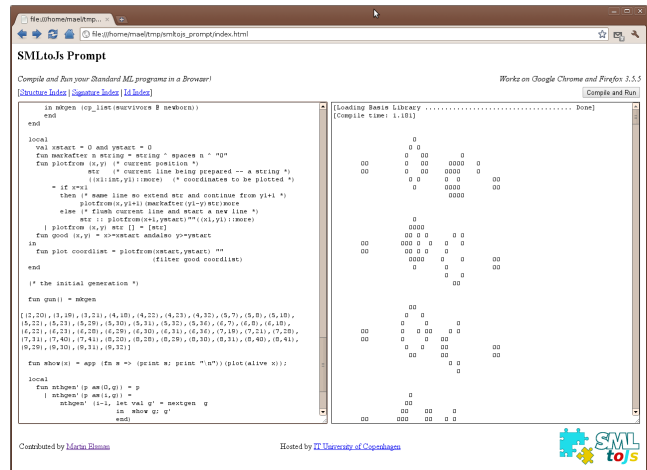 file:///home/mael/tmp...
file:///home/mael/tmp/smltojs_prompt/index.html
SMLtoJs Prompt
Compile and Run your Standard ML programs in a Browser!
Works on Google Chrome and Firefox 3.5.5
[Structure Index | Signature Index | Id Index]
Compile and Run
in mkgen (cp_list(survivors @ newborn))
end
end
local
val xstart = 0 and ystart = 0
fun markafter n string = string ^ spaces n ^ "0"
fun plotfrom (x,y) (* current position *)
str (* current line being prepared -- a string *)
((x1:int,y1)::more) (* coordinates to be plotted *)
= if x=x1
then (* same line so extend str and continue from y1+1 *)
plotfrom(x,y1+1)(markafter(y1-y)str)more
else (* flush current line and start a new line *)
str :: plotfrom(x+1,ystart)""((x1,y1)::more)
| plotfrom (x,y) str [] = [str]
fun good (x,y) = x>=xstart andalso y>=ystart
in
fun plot coordlist = plotfrom(xstart,ystart) ""
(filter good coordlist)
end
(* the initial generation *)
fun gun() = mkgen
[(2,20),(3,19),(3,21),(4,18),(4,22),(4,23),(4,32),(5,7),(5,8),(5,18),
(5,22),(5,23),(5,29),(5,30),(5,31),(5,32),(5,36),(6,7),(6,8),(6,18),
(6,22),(6,23),(6,28),(6,29),(6,30),(6,31),(6,36),(7,19),(7,21),(7,28),
(7,31),(7,40),(7,41),(8,20),(8,28),(8,29),(8,30),(8,31),(8,40),(8,41),
(9,29),(9,30),(9,31),(9,32)]
fun show(x) = app (fn s => (print s; print "\n"))(plot(alive x));
local
fun nthgen'(p as(0,g)) = p
| nthgen'(p as(i,g)) =
nthgen' (i-1, let val g' = nextgen g
in show g; g'
end)
[Loading Basis Library .................................... Done]
[Compile time: 1.181]
Contributed by Martin Elsman
Hosted by IT University of Copenhagen
SML
toJs